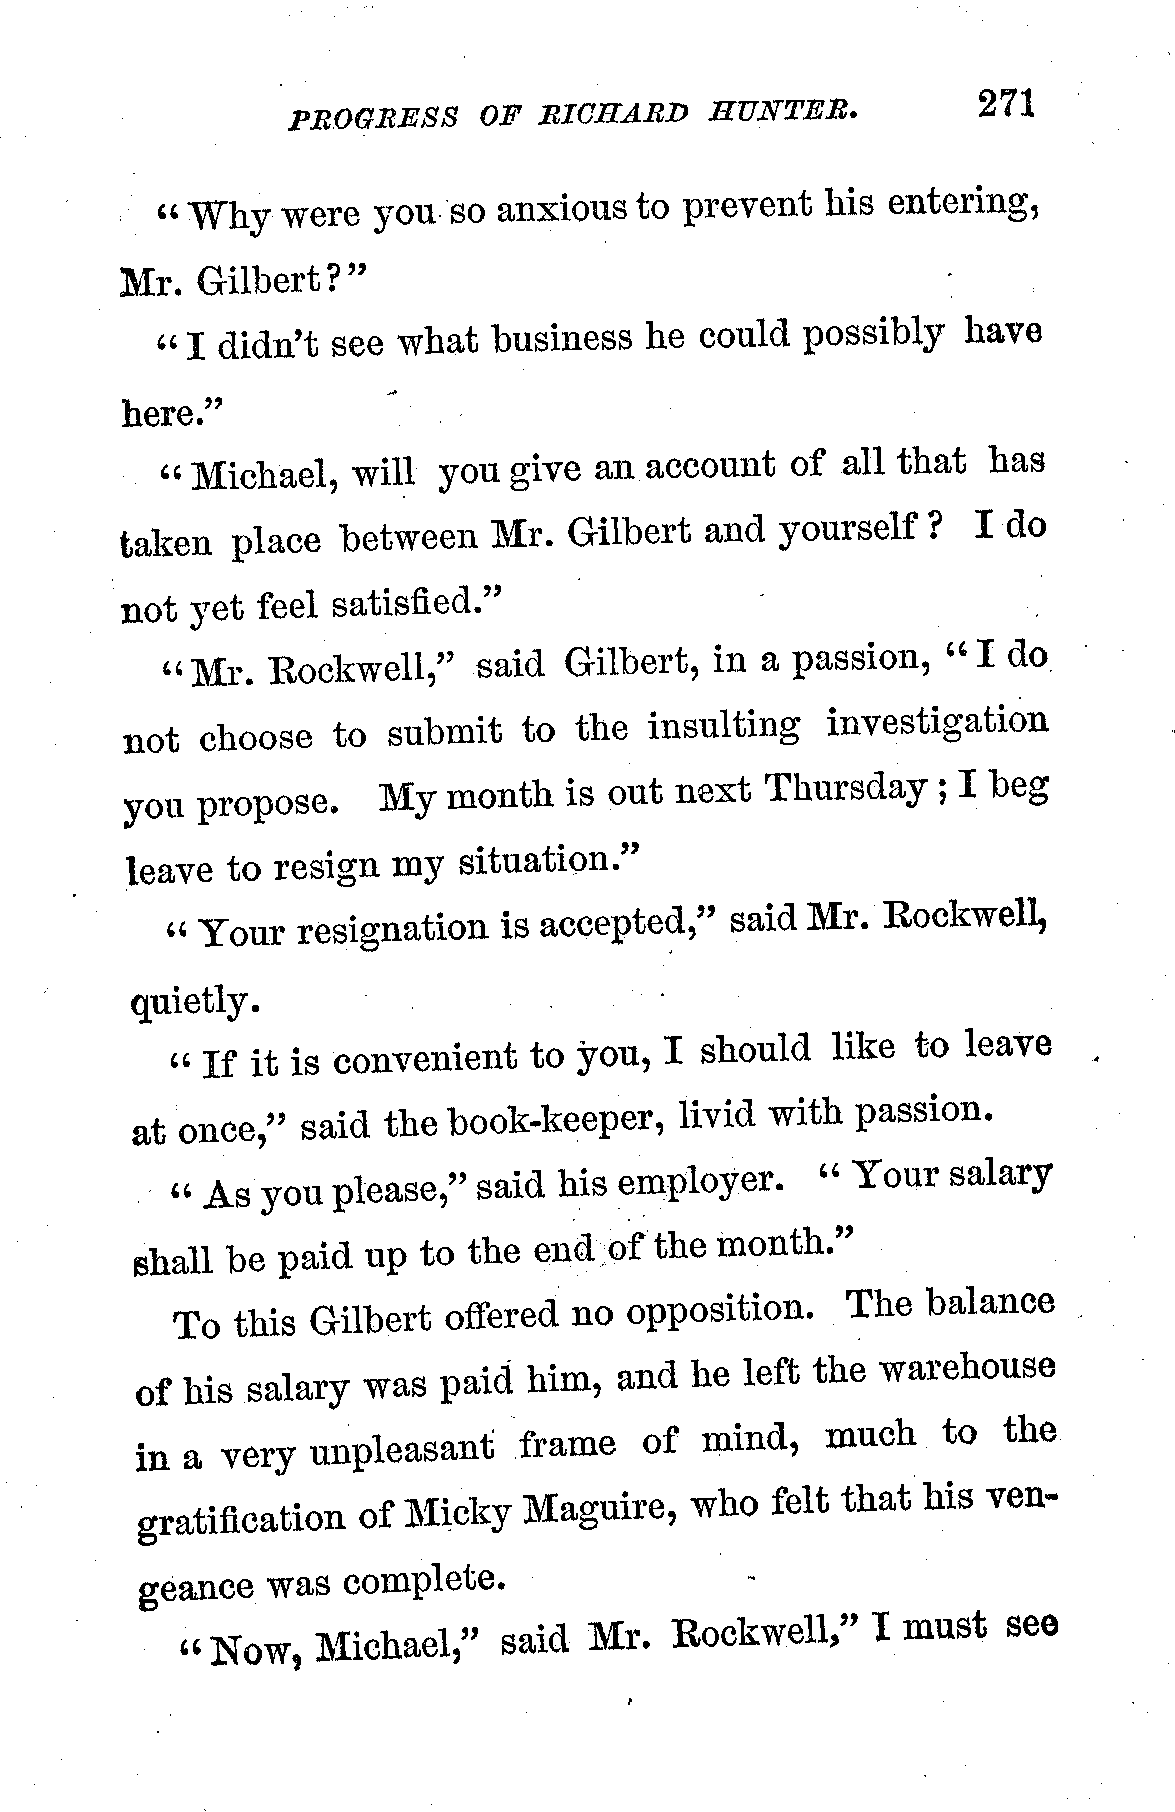 PROGRESS OF RICHARD HUNTER. 271
“Why were you so anxious to prevent his entering,
Mr. Gilbert?”
“I didn’t see what business he could possibly have
here.”
“Michael, will you give an account of all that has
taken place between Mr. Gilbert and yourself? I do
not yet feel satisfied.”
“Mr. Rockwell,” said Gilbert, in a passion, “I do
not choose to submit to the insulting investigation
you propose. My month is out next Thursday; I beg
leave to resign my situation.”
“Your resignation is accepted,” said Mr. Rockwell,
quietly.
“If it is convenient to you, I should like to leave
at once,” said the book-keeper, livid with passion.
“As you please,” said his employer. “Your salary
shall be paid up to the end of the month.”
To this Gilbert offered no opposition. The balance
of his salary was paid him, and he left the warehouse
in a very unpleasant frame of mind, much to the
gratification of Micky Maguire, who felt that his ven-
geance was complete.
“Now, Michael,” said Mr. Rockwell,” I must see